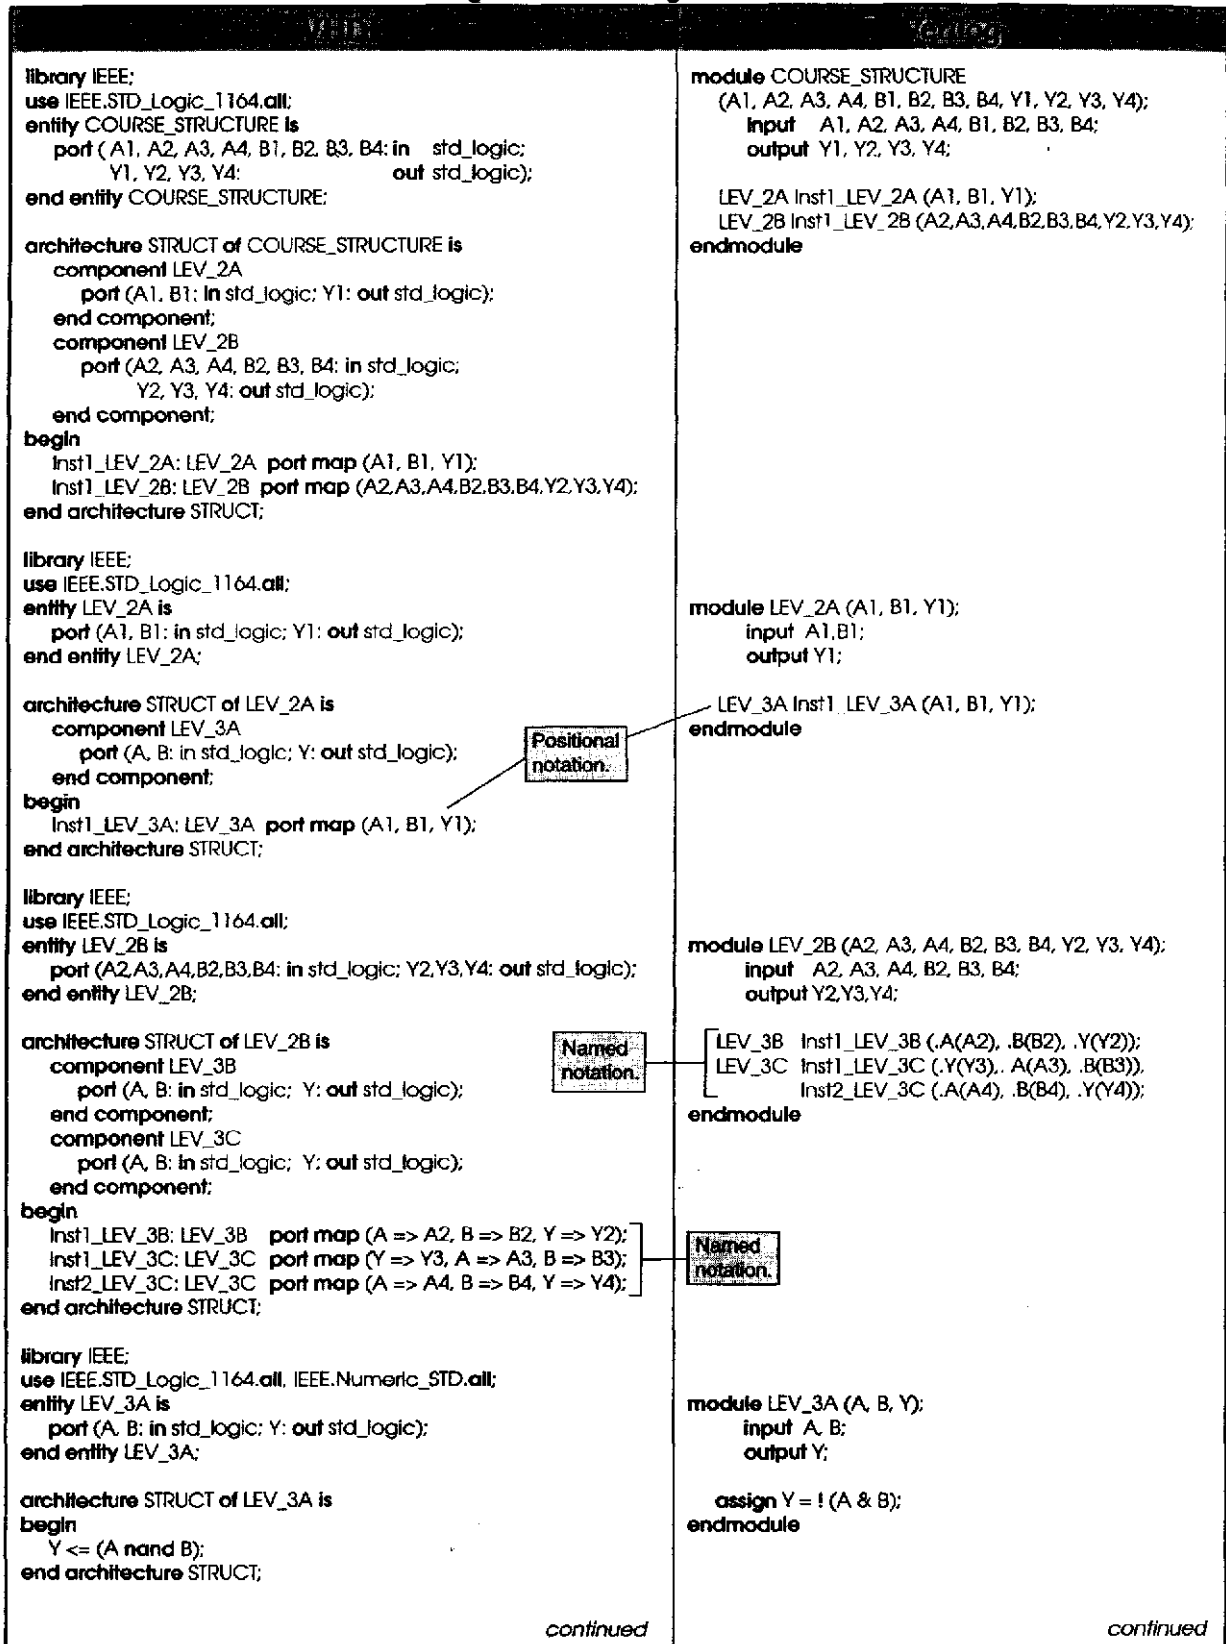 VHDL
library IEEE;
use IEEE.STD_Logic_1164.all;
entity COURSE_STRUCTURE is
port ( A1, A2, A3, A4, B1, B2, B3, B4: in std_logic;
Y1, Y2, Y3, Y4: out std_logic);
end entity COURSE_STRUCTURE;
architecture STRUCT of COURSE_STRUCTURE is
component LEV_2A
port (A1, B1: in std_logic; Y1: out std_logic);
end component;
component LEV_2B
port (A2, A3, A4, B2, B3, B4: in std_logic;
Y2, Y3, Y4: out std_logic);
end component;
begin
Inst1_LEV_2A: LEV_2A port map (A1, B1, Y1);
Inst1_LEV_2B: LEV_2B port map (A2,A3,A4,B2,B3,B4,Y2,Y3,Y4);
end architecture STRUCT;
library IEEE;
use IEEE.STD_Logic_1164.all;
entity LEV_2A is
port (A1, B1: in std_logic; Y1: out std_logic);
end entity LEV_2A;
architecture STRUCT of LEV_2A is
component LEV_3A
port (A, B: in std_logic; Y: out std_logic);
end component;
begin
Inst1_LEV_3A: LEV_3A port map (A1, B1, Y1);
end architecture STRUCT;
Positional
notation.
library IEEE;
use IEEE.STD_Logic_1164.all;
entity LEV_2B is
port (A2,A3,A4,B2,B3,B4: in std_logic; Y2,Y3,Y4: out std_logic);
end entity LEV_2B;
architecture STRUCT of LEV_2B is
component LEV_3B
port (A, B: in std_logic; Y: out std_logic);
end component;
component LEV_3C
port (A, B: in std_logic; Y: out std_logic);
end component;
begin
Inst1_LEV_3B: LEV_3B port map (A => A2, B => B2, Y => Y2);
Inst1_LEV_3C: LEV_3C port map (Y => Y3, A => A3, B => B3);
Inst2_LEV_3C: LEV_3C port map (A => A4, B => B4, Y => Y4);
end architecture STRUCT;
Named
notation.
library IEEE;
use IEEE.STD_Logic_1164.all, IEEE.Numeric_STD.all;
entity LEV_3A is
port (A, B: in std_logic; Y: out std_logic);
end entity LEV_3A;
architecture STRUCT of LEV_3A is
begin
Y <= (A nand B);
end architecture STRUCT;
continued
Verilog
module COURSE_STRUCTURE
(A1, A2, A3, A4, B1, B2, B3, B4, Y1, Y2, Y3, Y4);
input A1, A2, A3, A4, B1, B2, B3, B4;
output Y1, Y2, Y3, Y4;
LEV_2A Inst1_LEV_2A (A1, B1, Y1);
LEV_2B Inst1_LEV_2B (A2,A3,A4,B2,B3,B4,Y2,Y3,Y4);
endmodule
module LEV_2A (A1, B1, Y1);
input A1,B1;
output Y1;
LEV_3A Inst1_LEV_3A (A1, B1, Y1);
endmodule
module LEV_2B (A2, A3, A4, B2, B3, B4, Y2, Y3, Y4);
input A2, A3, A4, B2, B3, B4;
output Y2,Y3,Y4;
LEV_3B Inst1_LEV_3B (.A(A2), .B(B2), .Y(Y2));
LEV_3C Inst1_LEV_3C (.Y(Y3),. A(A3), .B(B3)),
Inst2_LEV_3C (.A(A4), .B(B4), .Y(Y4));
endmodule
Named
notation.
module LEV_3A (A, B, Y);
input A, B;
output Y;
assign Y = ! (A & B);
endmodule
continued